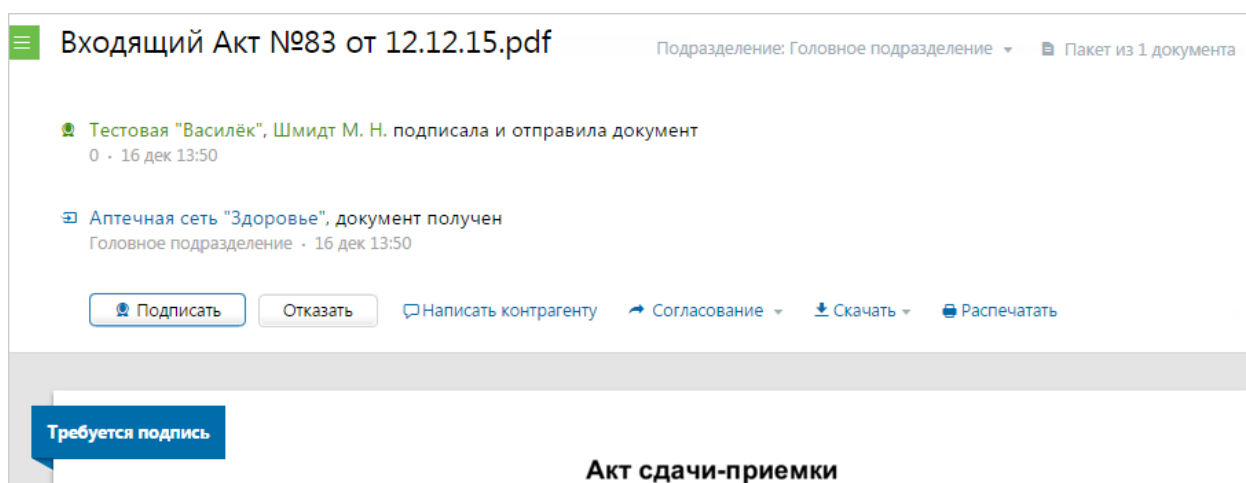 Входящий Акт №83 от 12.12.15.pdf
Подразделение: Головное подразделение
Пакет из 1 документа
Тестовая "Василёк", Шмидт М. Н. подписала и отправила документ
0 · 16 дек 13:50
Аптечная сеть "Здоровье", документ получен
Головное подразделение · 16 дек 13:50
Подписать Отказать Написать контрагенту Согласование Скачать Распечатать
Требуется подпись
Акт сдачи-приемки